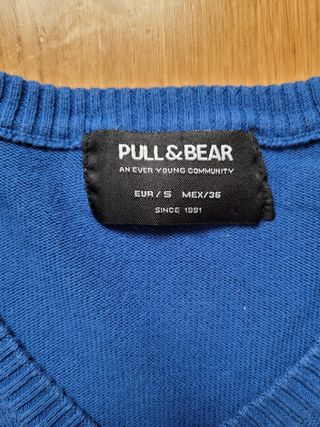 PULL&BEAR
AN EVER YOUNG COMMUNITY
EUR/S MEX/36
SINCE 1991